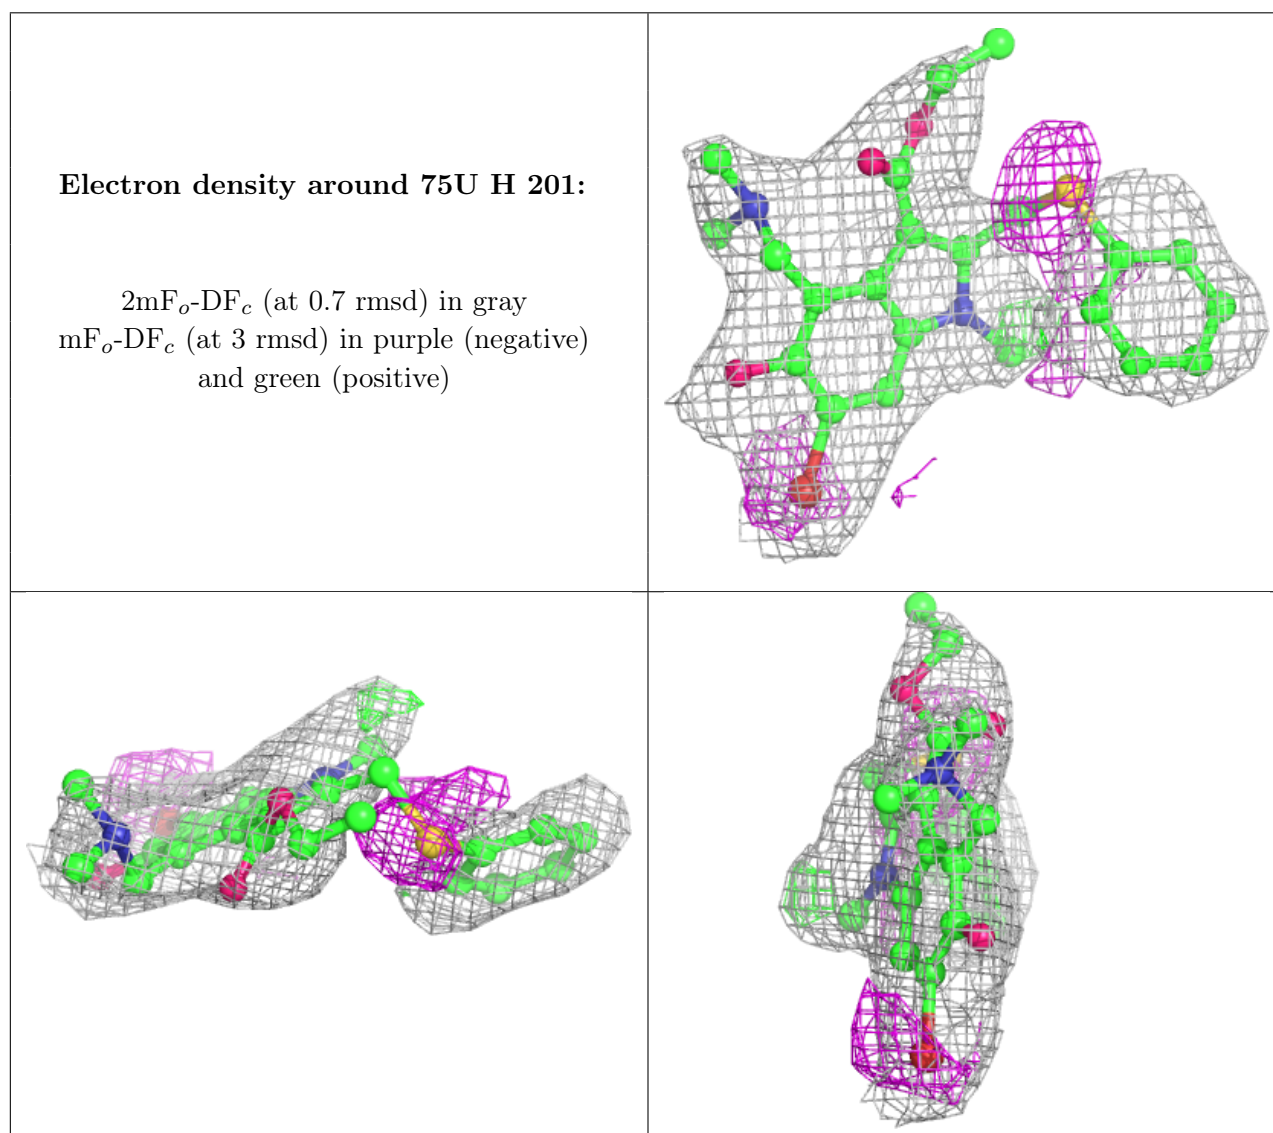 Electron density around 75U H 201:
2mFo-DFc (at 0.7 rmsd) in gray
mFo-DFc (at 3 rmsd) in purple (negative)
and green (positive)